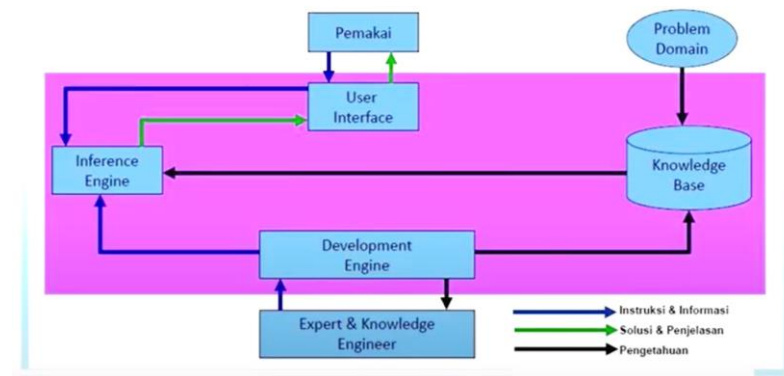 Pemakai
Problem
Domain
User
Interface
Inference
Engine
Knowledge
Base
Development
Engine
Expert & Knowledge
Engineer
Instruksi & Informasi
Solusi & Penjelasan
Pengetahuan